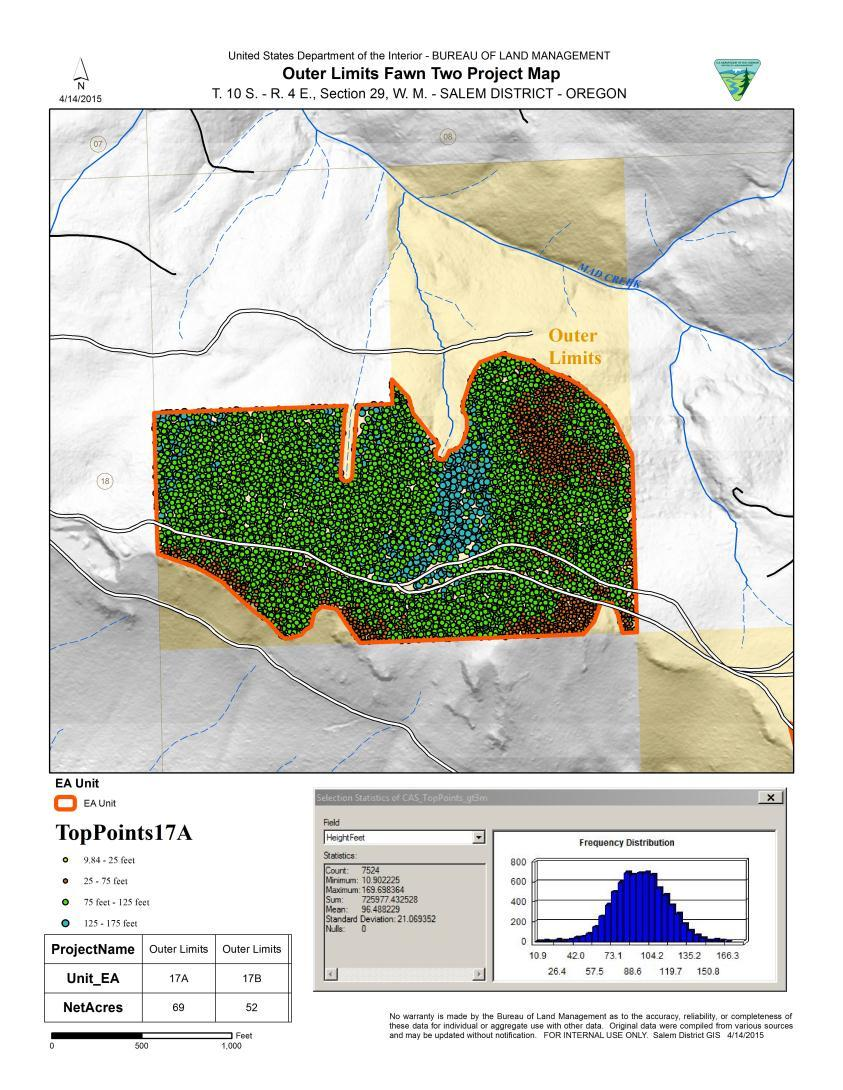 United States Department of the Interior - BUREAU OF LAND MANAGEMENT
Outer Limits Fawn Two Project Map
T. 10 S. - R. 4 E., Section 29, W. M. - SALEM DISTRICT - OREGON
N
4/14/2015
07
08
MAD CREEK
Outer
Limits
18
EA Unit
EA Unit
TopPoints17A
9.84 - 25 feet
25 - 75 feet
75 feet - 125 feet
125 - 175 feet
ProjectName Outer Limits Outer Limits
Unit_EA 17A 17B
NetAcres 69 52
Feet
0 500 1,000
Selection Statistics of CAS_TopPoints_gt3m
Field
HeightFeet
Statistics:
Count: 7524
Minimum: 10.902225
Maximum: 169.698364
Sum: 725977.432528
Mean: 96.488229
Standard Deviation: 21.069352
Nulls: 0
Frequency Distribution
800
600
400
200
0
10.9 42.0 73.1 104.2 135.2 166.3
26.4 57.5 88.6 119.7 150.8
No warranty is made by the Bureau of Land Management as to the accuracy, reliability, or completeness of
these data for individual or aggregate use with other data. Original data were compiled from various sources
and may be updated without notification. FOR INTERNAL USE ONLY. Salem District GIS 4/14/2015